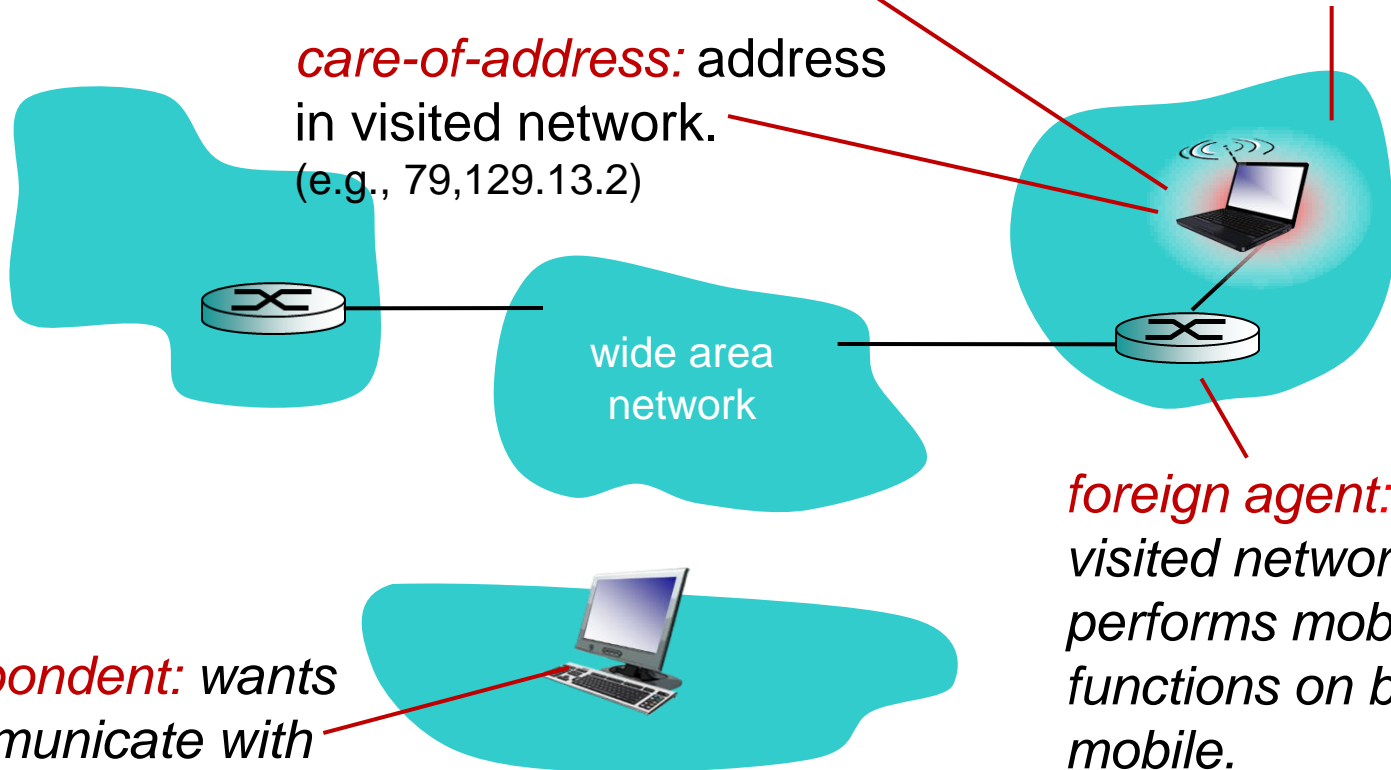 care-of-address: address
in visited network.
(e.g., 79,129.13.2)
wide area
network
foreign agent:
visited networ
performs mob
functions on b
mobile.
pondent: wants
municate with